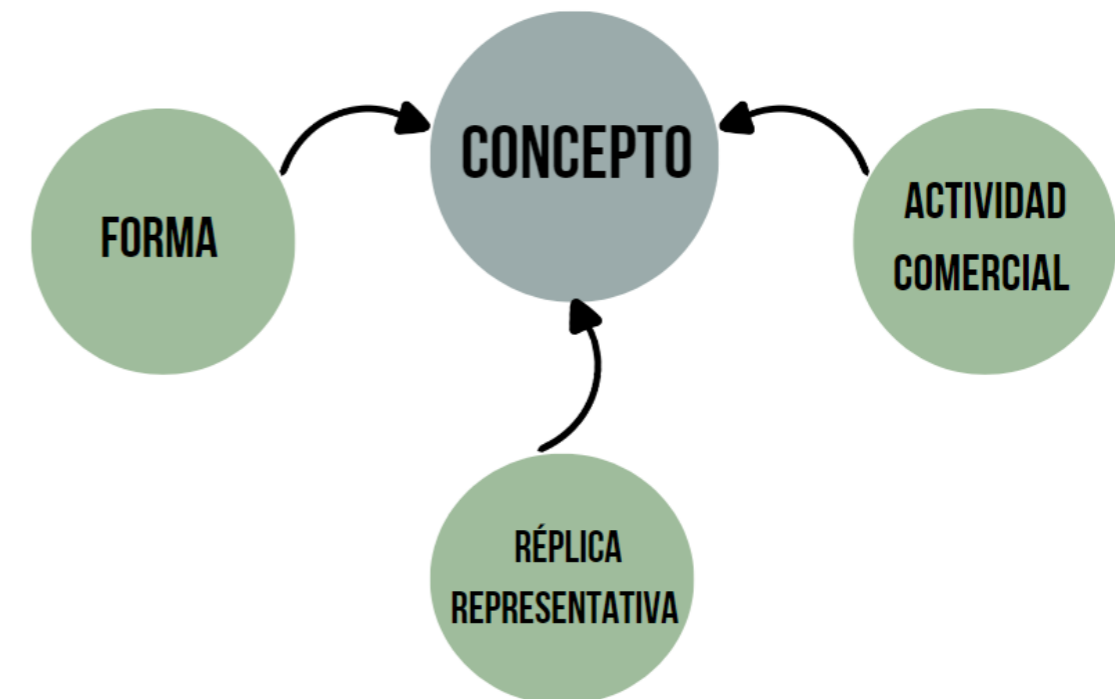 CONCEPTO
FORMA
ACTIVIDAD
COMERCIAL
RÉPLICA
REPRESENTATIVA